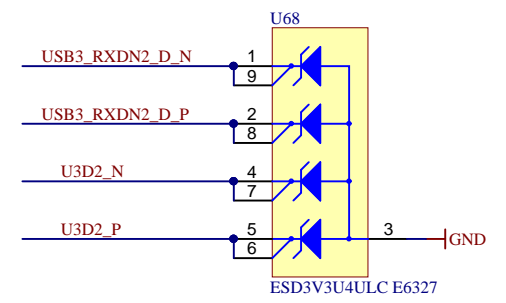 U68
USB3_RXDN2_D_N 1
9
USB3_RXDN2_D_P 2
8
U3D2_N 4
7
U3D2_P 5 3 GND
6
ESD3V3U4ULC E6327